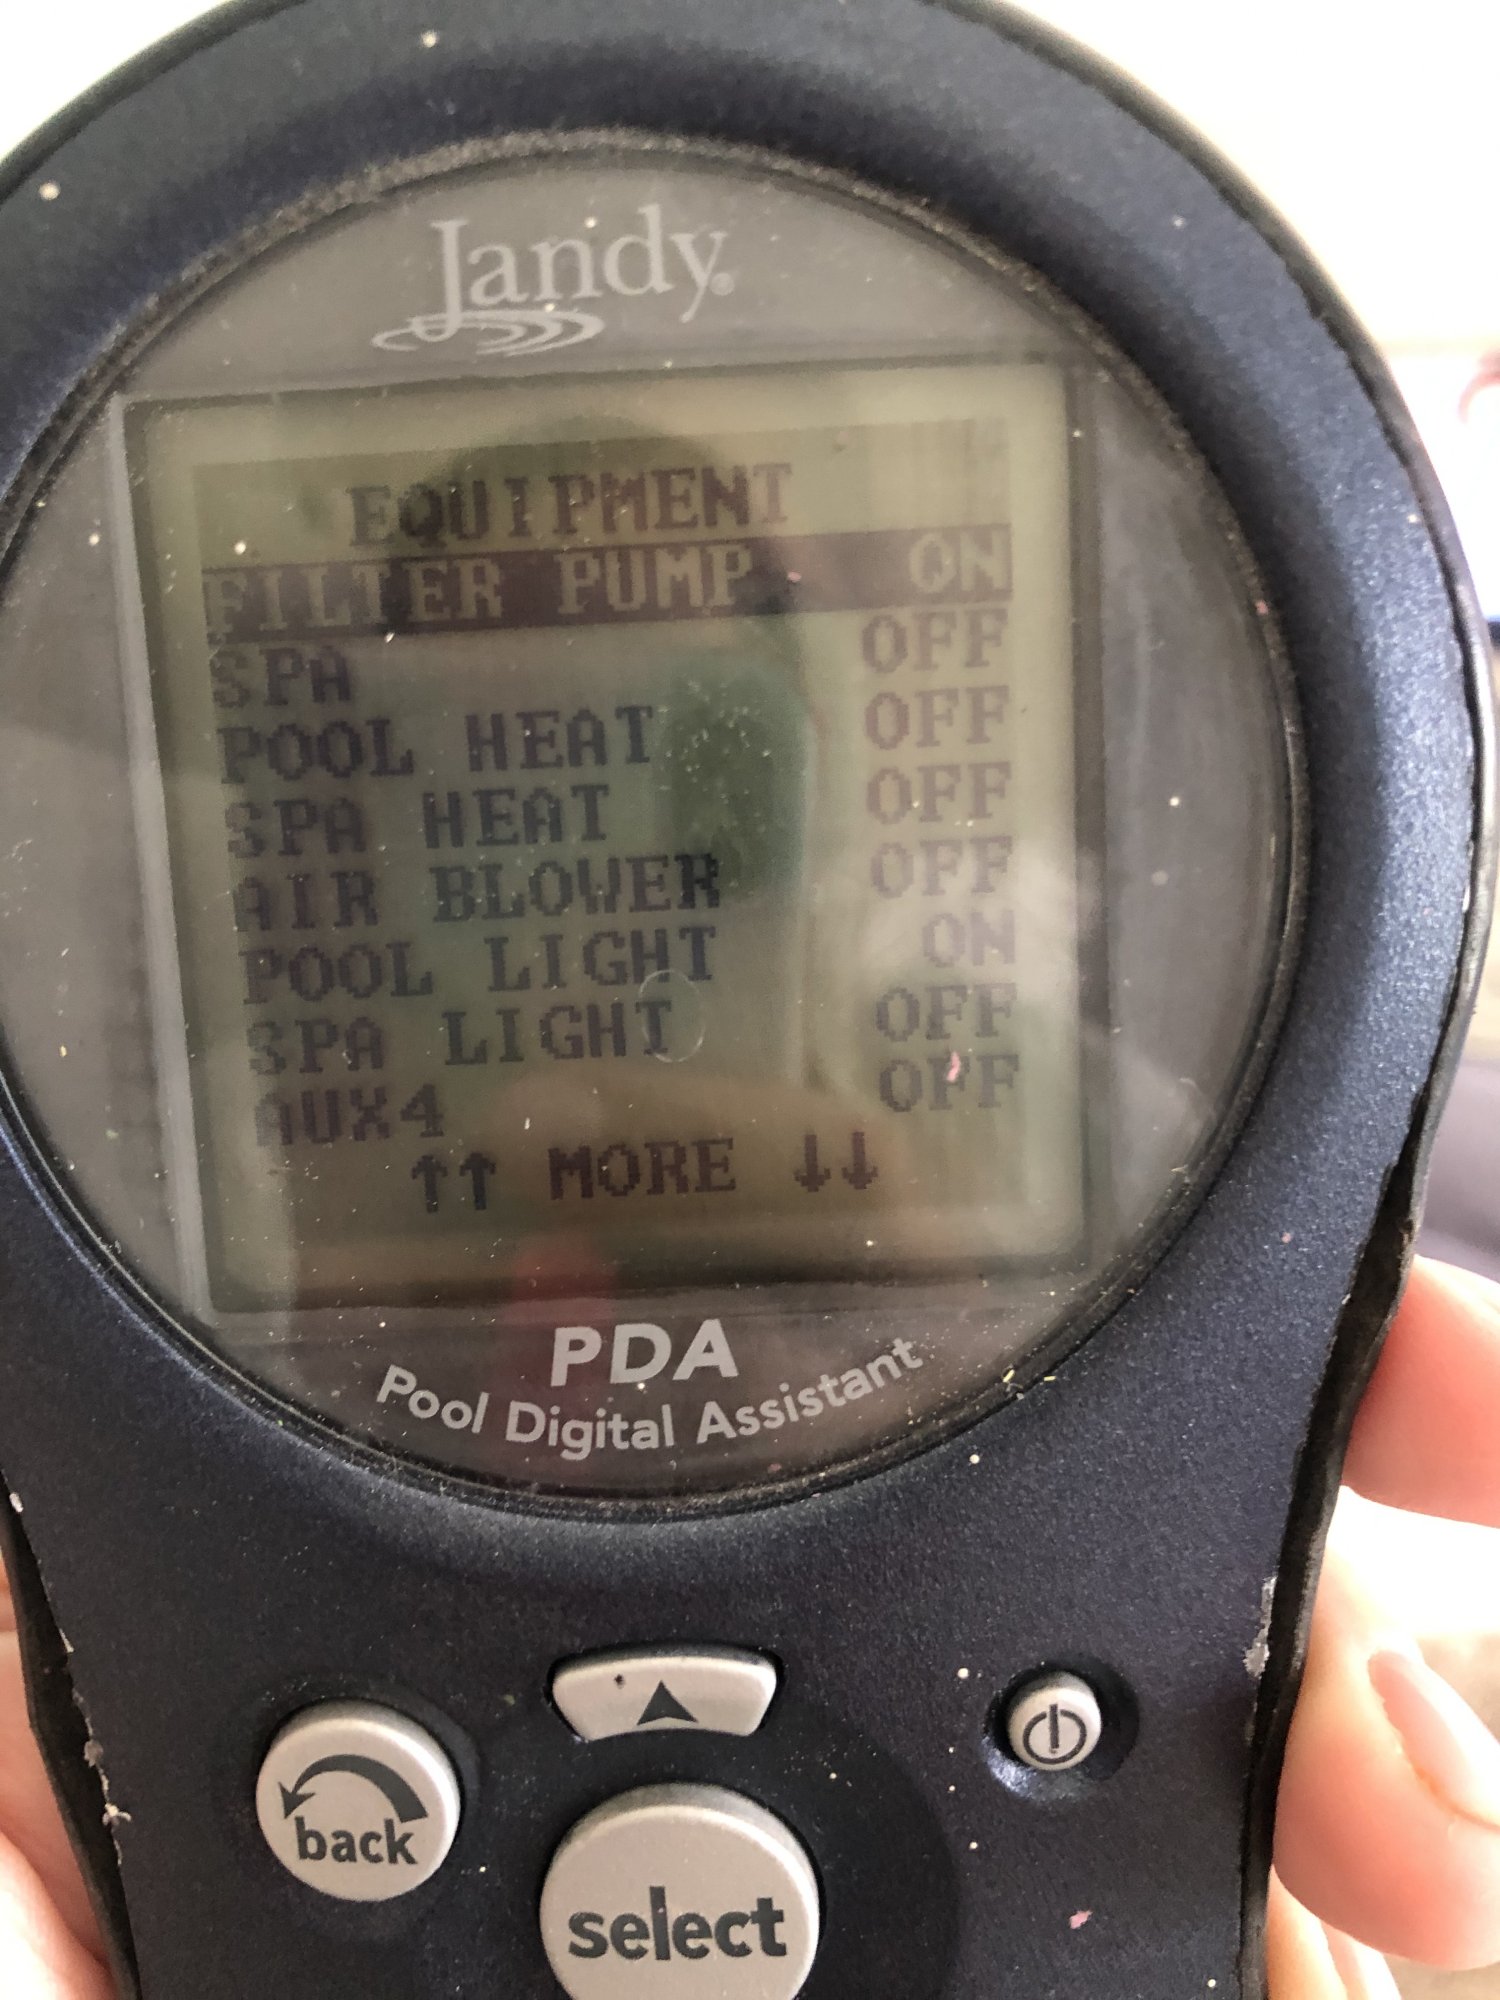 Jandy
EQUIPMENT
FILTER PUMP ON
SPA OFF
POOL HEAT OFF
SPA HEAT OFF
AIR BLOWER OFF
POOL LIGHT ON
SPA LIGHT OFF
AUX4 OFF
↑↑ MORE ↓↓
PDA
Pool Digital Assistant
back
select